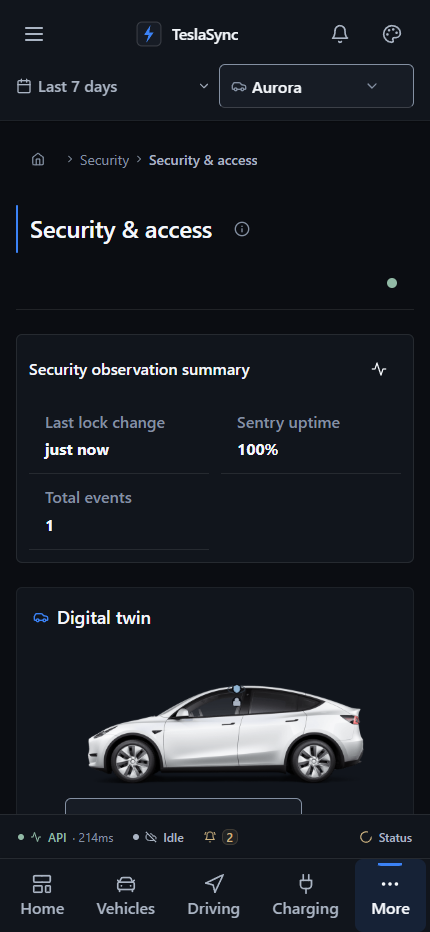 TeslaSync
Last 7 days
Aurora
Security
Security & access
Security & access
Security observation summary
Last lock change
Sentry uptime
just now
100%
Total events
1
Digital twin
API · 214ms
Idle
2
Status
Home
Vehicles
Driving
Charging
More